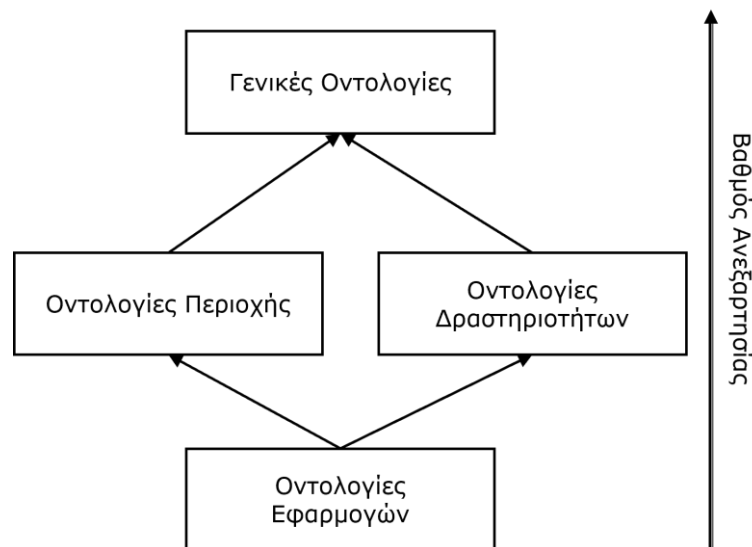 Γενικές Οντολογίες
Οντολογίες Περιοχής
Οντολογίες
Δραστηριοτήτων
Οντολογίες
Εφαρμογών
Βαθμός Ανεξαρτησίας